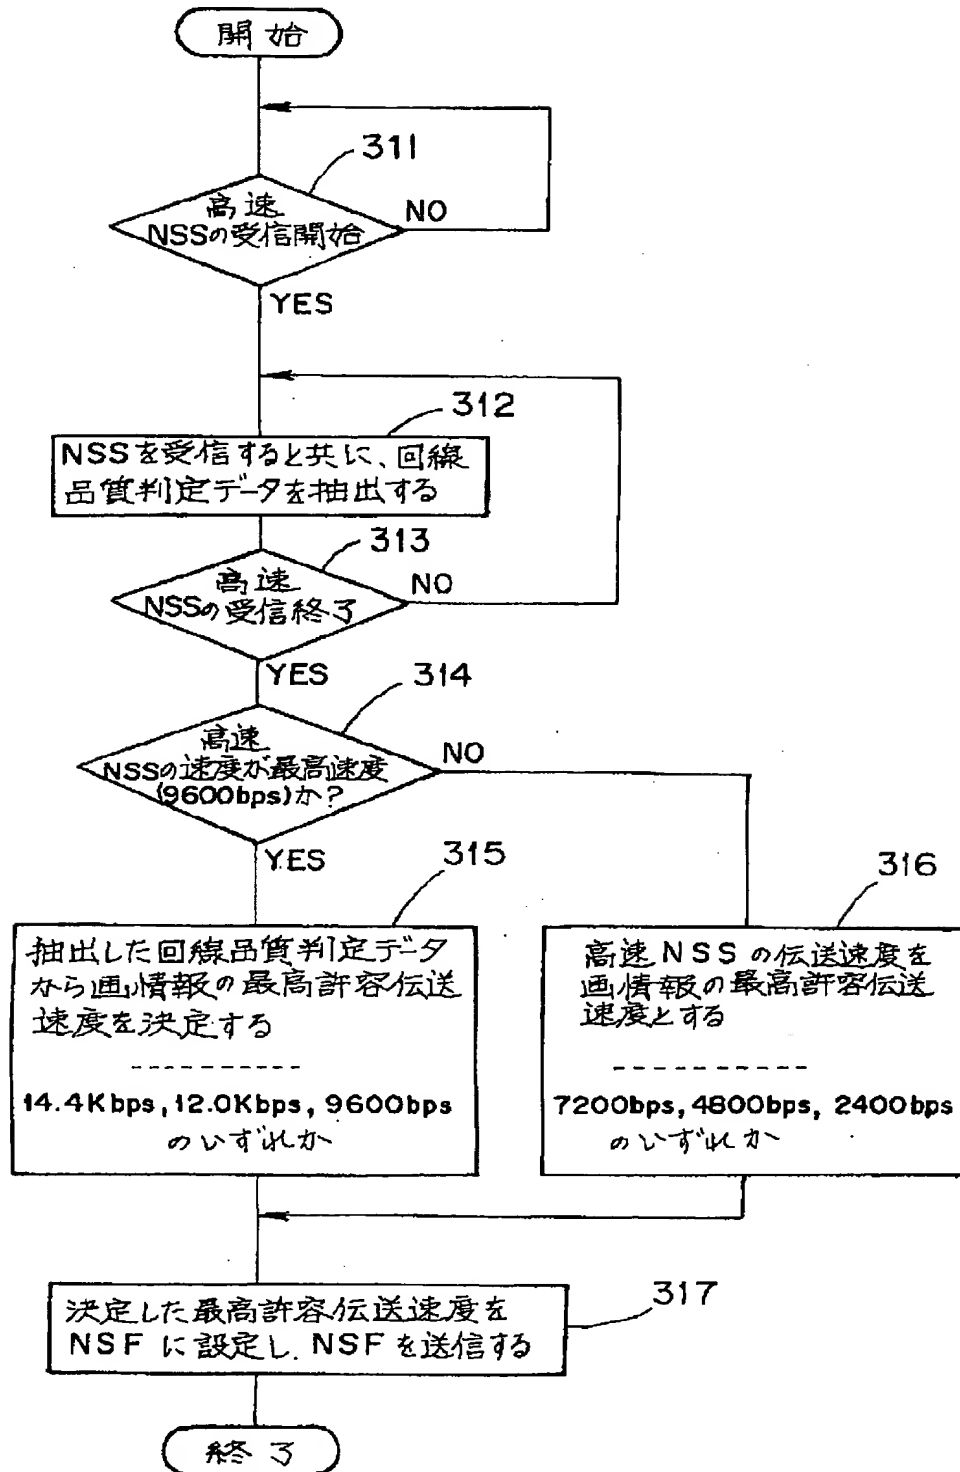 開始
311
高速
NSSの受信開始
NO
YES
312
NSSを受信すると共に、回線
品質判定データを抽出する
313
高速
NSSの受信終了
NO
YES
314
高速
NSSの速度が最高速度
(9600bps)か?
NO
YES
315
抽出した回線品質判定データ
から画情報の最高許容伝送
速度を決定する
----------
14.4Kbps,12.0Kbps,9600bps
のいずれか
316
高速NSSの伝送速度を
画情報の最高許容伝送
速度とする
----------
7200bps,4800bps,2400bps
のいずれか
317
決定した最高許容伝送速度を
NSFに設定し.NSFを送信する
終了